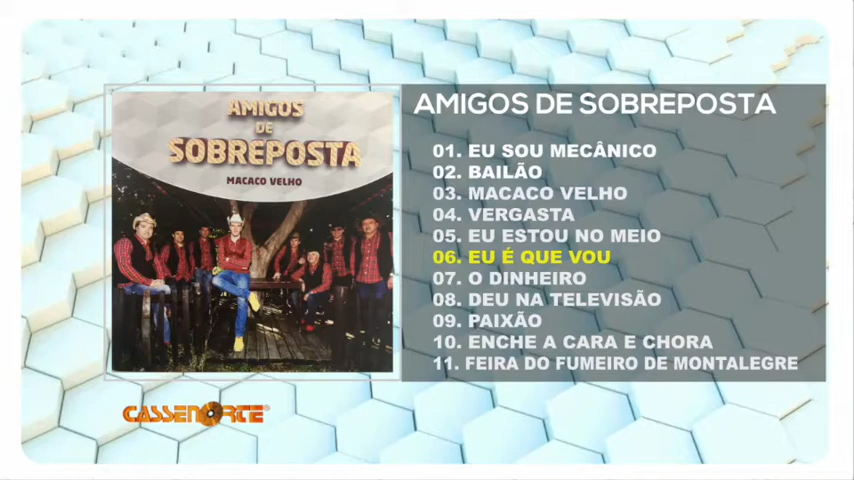 AMIGOS
DE
SOBREPOSTA
MACACO VELHO
CASSENORTE®
AMIGOS DE SOBREPOSTA
01. EU SOU MECÂNICO
02. BAILÃO
03. MACACO VELHO
04. VERGASTA
05. EU ESTOU NO MEIO
06. EU É QUE VOU
07. O DINHEIRO
08. DEU NA TELEVISÃO
09. PAIXÃO
10. ENCHE A CARA E CHORA
11. FEIRA DO FUMEIRO DE MONTALEGRE